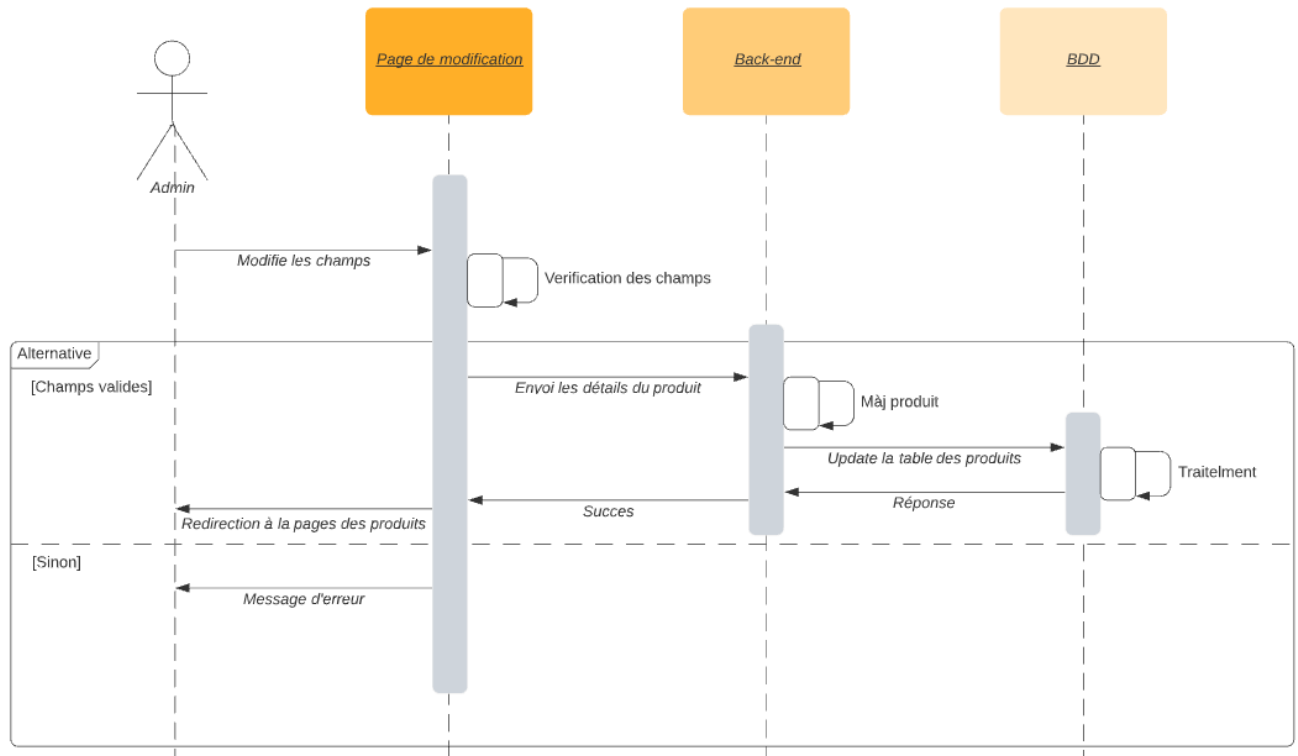 Page de modification
Back-end
BDD
Admin
Modifie les champs
Verification des champs
Alternative
[Champs valides]
Envoi les détails du produit
Màj produit
Update la table des produits
Traitelment
Réponse
Succes
Redirection à la pages des produits
[Sinon]
Message d'erreur